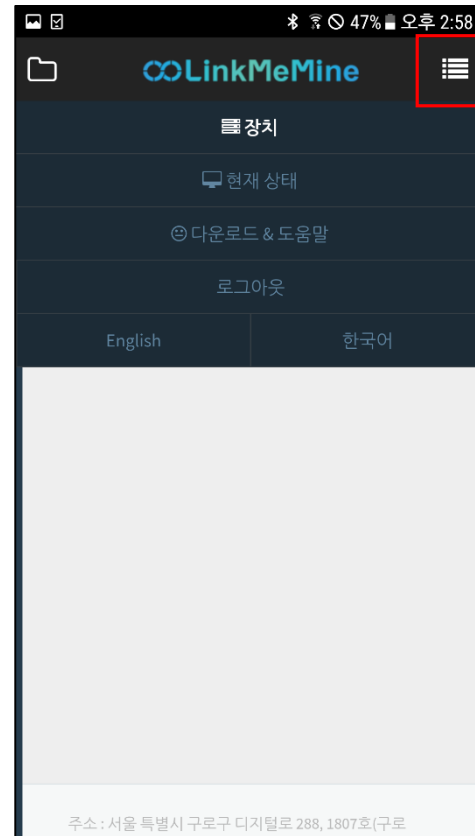 47% 오후 2:58
LinkMeMine
장치
현재 상태
다운로드 & 도움말
로그아웃
English 한국어
주소 : 서울 특별시 구로구 디지털로 288, 1807호(구로